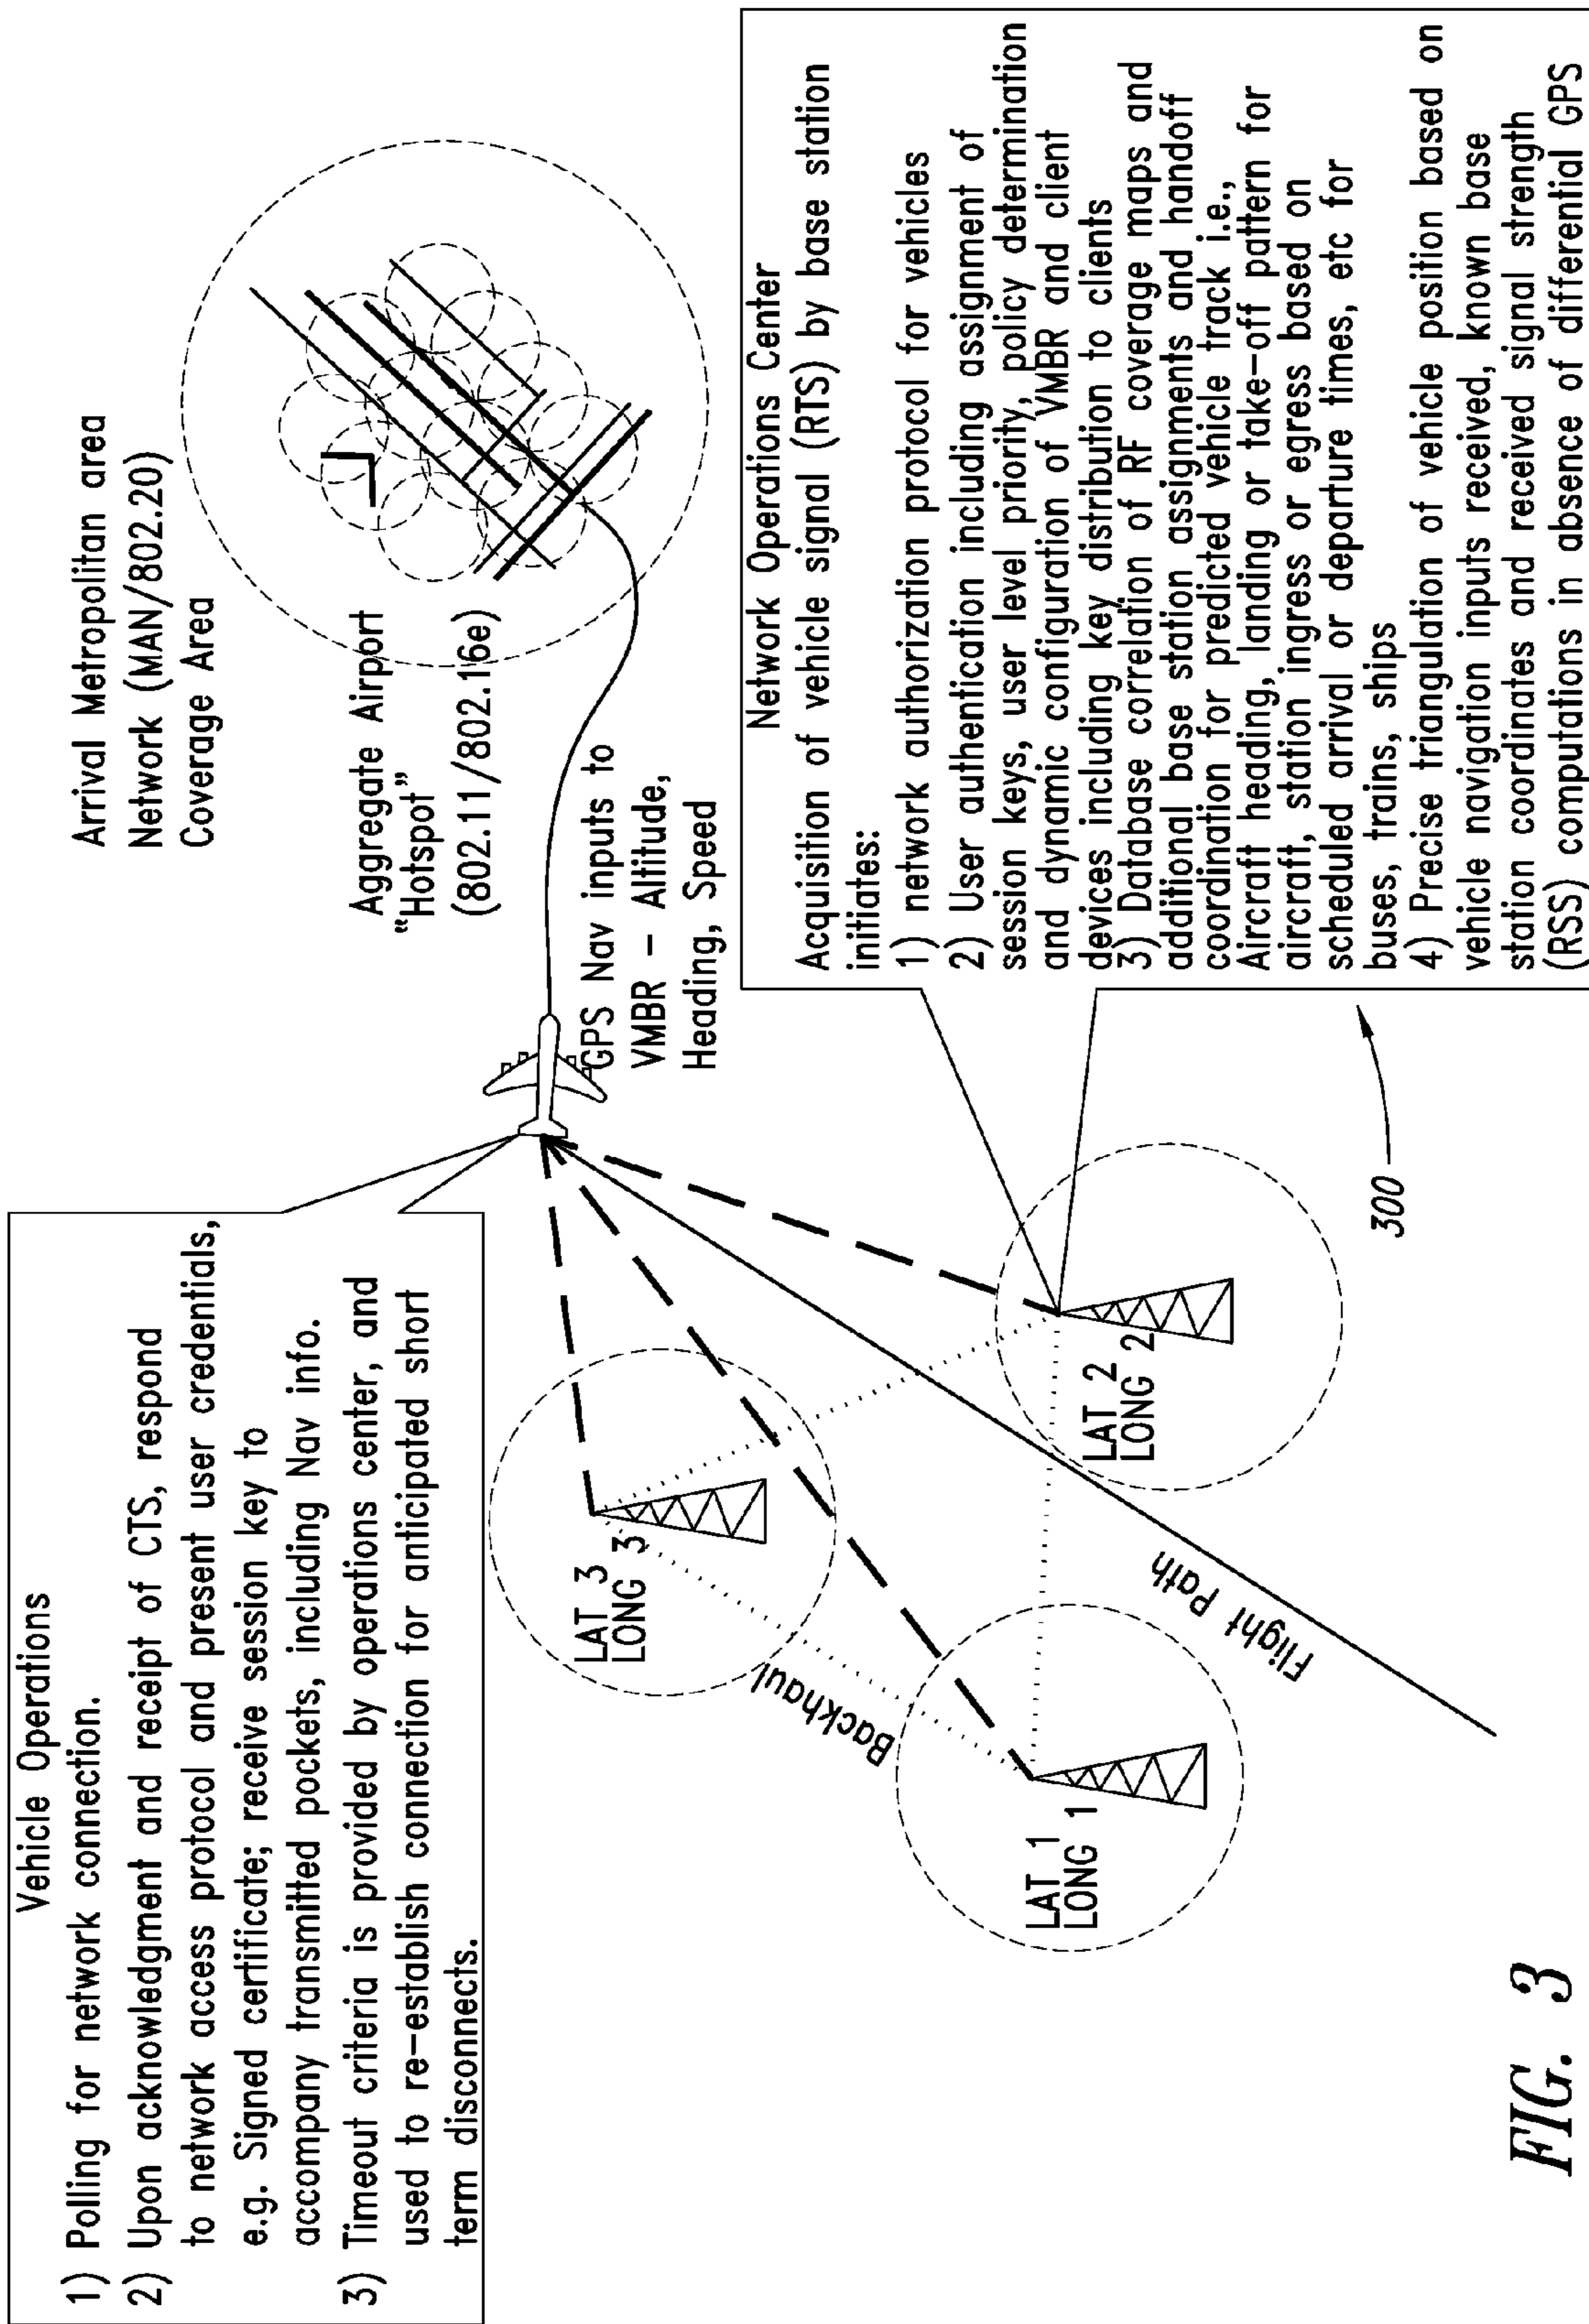 Vehicle Operations
1) Polling for network connection.
2) Upon acknowledgment and receipt of CTS, respond
to network access protocol and present user credentials,
e.g. Signed certificate; receive session key to
accompany transmitted pockets, including Nav info.
3) Timeout criteria is provided by operations center, and
used to re-establish connection for anticipated short
term disconnects.
Arrival Metropolitan area
Network (MAN/802.20)
Coverage Area
Aggregate Airport
"Hotspot"
(802.11/802.16e)
GPS Nav inputs to
VMBR - Altitude,
Heading, Speed
LAT 3
LONG 3
Backhaul
LAT 1
LONG 1
LAT 2
LONG 2
Flight Path
Network Operations Center
Acquisition of vehicle signal (RTS) by base station
initiates:
1) network authorization protocol for vehicles
2) User authentication including assignment of
session keys, user level priority, policy determination
and dynamic configuration of VMBR and client
devices including key distribution to clients
3) Database correlation of RF coverage maps and
additional base station assignments and handoff
coordination for predicted vehicle track i.e.,
Aircraft heading, landing or take-off pattern for
aircraft, station ingress or egress based on
scheduled arrival or departure times, etc for
buses, trains, ships
4) Precise triangulation of vehicle position based on
vehicle navigation inputs received, known base
station coordinates and received signal strength
(RSS) computations in absence of differential GPS
300
FIG. 3